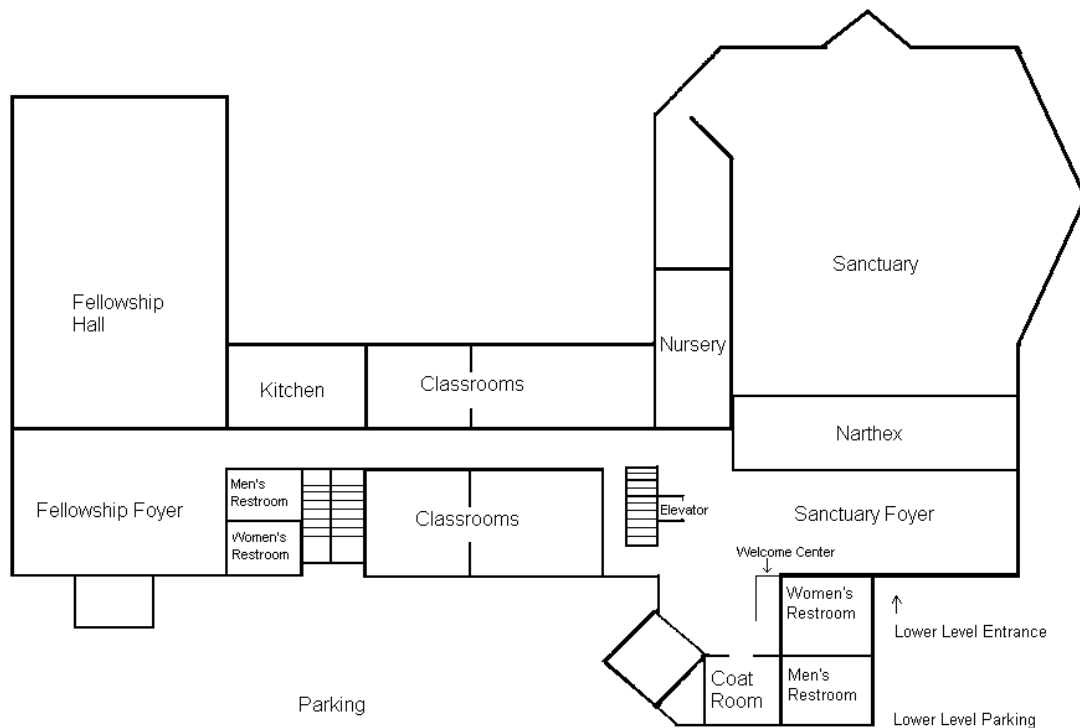 Sanctuary
Fellowship
Hall
Nursery
Kitchen
Classrooms
Narthex
Men's
Restroom
Fellowship Foyer
Classrooms
Elevator
Sanctuary Foyer
Women's
Restroom
Welcome Center
Women's
Restroom
Lower Level Entrance
Coat
Room
Men's
Restroom
Parking
Lower Level Parking